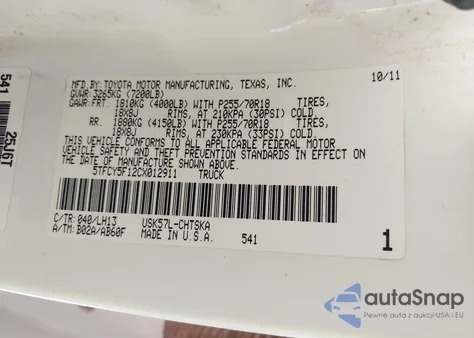 MFD.BY:TOYOTA MOTOR MANUFACTURING, TEXAS, INC. 10/11
GVWR:3265KG (7200LB)
GAWR:FRT. 1810KG (4000LB) WITH P255/70R18 TIRES,
18X8J RIMS, AT 210KPA (30PSI) COLD,
RR. 1880KG (4150LB) WITH P255/70R18 TIRES,
18X8J RIMS, AT 230KPA (33PSI) COLD.
THIS VEHICLE CONFORMS TO ALL APPLICABLE FEDERAL MOTOR
VEHICLE SAFETY AND THEFT PREVENTION STANDARDS IN EFFECT ON
THE DATE OF MANUFACTURE SHOWN ABOVE.
5TFCY5F12CX012911 TRUCK
C/TR:040/LH13 USK57L-CHTSKA
A/TM:B02A/AB60F MADE IN U.S.A. 541 1
541
25J6T
autoSnap
Pewne auta z aukcji USA i EU